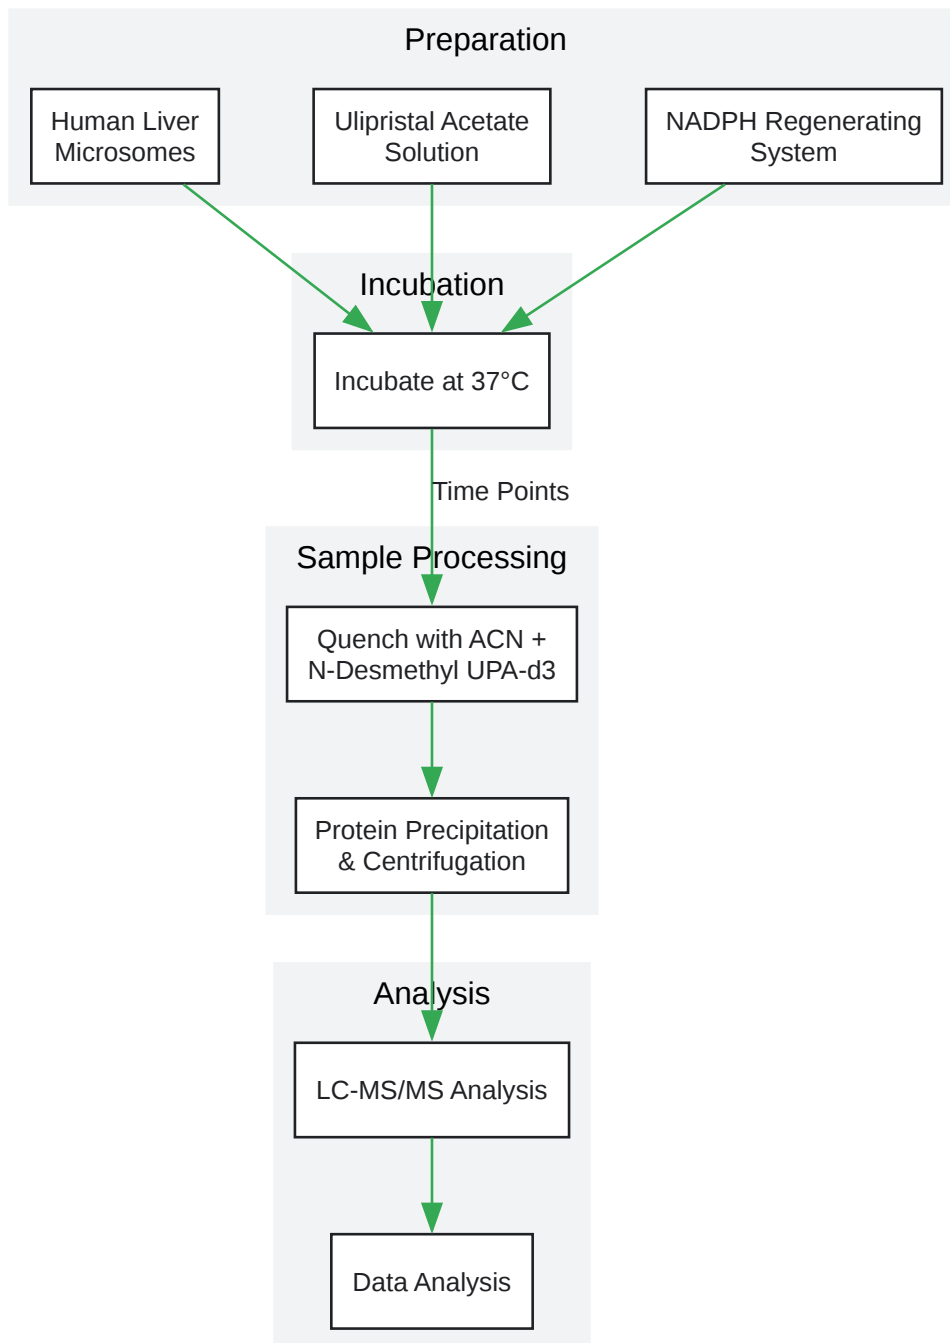 Preparation
Human Liver
Microsomes
Ulipristal Acetate
Solution
NADPH Regenerating
System
Incubation
Incubate at 37°C
Time Points
Sample Processing
Quench with ACN +
N-Desmethyl UPA-d3
Protein Precipitation
& Centrifugation
Analysis
LC-MS/MS Analysis
Data Analysis